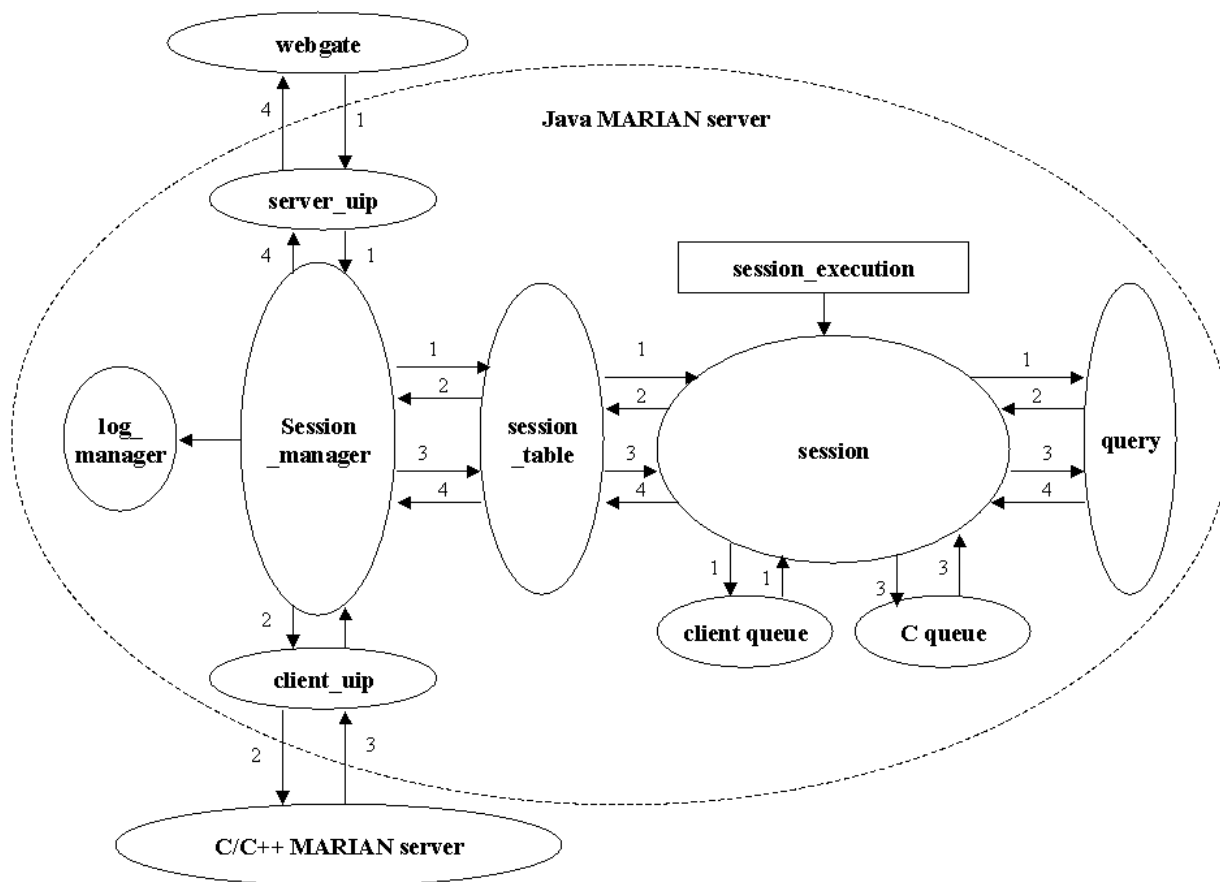 webgate
4
1
Java MARIAN server
server_uip
4
1
session_execution
1
1
1
2
2
2
log_
manager
Session
_manager
session
_table
session
query
3
3
3
4
4
4
1
1
3
3
2
client queue
C queue
client_uip
2
3
C/C++ MARIAN server